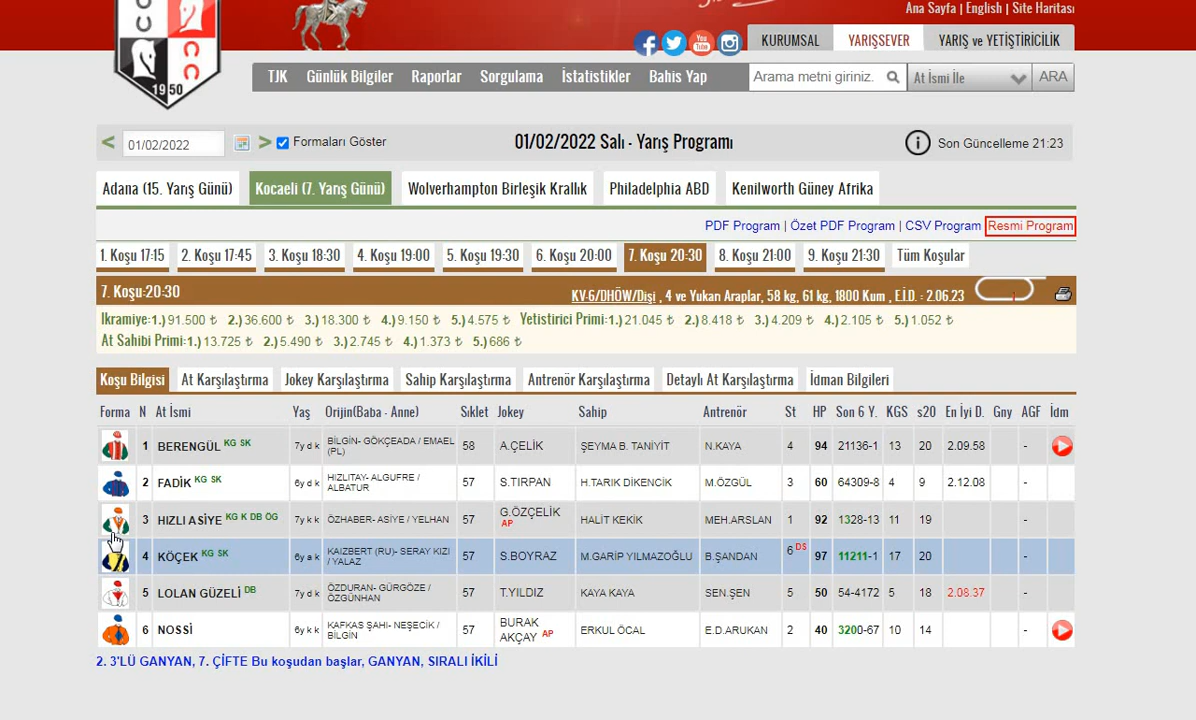 Ana Sayfa | English | Site Haritası
1950
KURUMSAL YARIŞSEVER YARIŞ ve YETİŞTİRİCİLİK
TJK Günlük Bilgiler Raporlar Sorgulama İstatistikler Bahis Yap Arama metni giriniz. At İsmi İle ARA
< 01/02/2022 > Formaları Göster 01/02/2022 Salı - Yarış Programı Son Güncelleme 21:23
Adana (15. Yarış Günü) Kocaeli (7. Yarış Günü) Wolverhampton Birleşik Krallık Philadelphia ABD Kenilworth Güney Afrika
PDF Program | Özet PDF Program | CSV Program Resmi Program
1. Koşu 17:15 2. Koşu 17:45 3. Koşu 18:30 4. Koşu 19:00 5. Koşu 19:30 6. Koşu 20:00 7. Koşu 20:30 8. Koşu 21:00 9. Koşu 21:30 Tüm Koşular
7. Koşu:20:30 KV-6/DHÖW/Dişi , 4 ve Yukarı Araplar, 58 kg, 61 kg, 1800 Kum , E.İ.D. : 2.06.23
İkramiye:1.) 91.500 ₺ 2.) 36.600 ₺ 3.) 18.300 ₺ 4.) 9.150 ₺ 5.) 4.575 ₺ Yetistirici Primi:1.) 21.045 ₺ 2.) 8.418 ₺ 3.) 4.209 ₺ 4.) 2.105 ₺ 5.) 1.052 ₺
At Sahibi Primi:1.) 13.725 ₺ 2.) 5.490 ₺ 3.) 2.745 ₺ 4.) 1.373 ₺ 5.) 686 ₺
Koşu Bilgisi At Karşılaştırma Jokey Karşılaştırma Sahip Karşılaştırma Antrenör Karşılaştırma Detaylı At Karşılaştırma İdman Bilgileri
Forma N At İsmi Yaş Orijin(Baba - Anne) Sıklet Jokey Sahip Antrenör St HP Son 6 Y. KGS s20 En İyi D. Gny AGF İdm
1 BERENGÜL KG SK 7y d k BİLGİN- GÖKÇEADA / EMAEL (PL) 58 A.ÇELİK ŞEYMA B. TANİYİT N.KAYA 4 94 21136-1 13 20 2.09.58 -
2 FADİK KG SK 6y d k HIZLITAY- ALGUFRE / ALBATUR 57 S.TIRPAN H.TARIK DİKENCİK M.ÖZGÜL 3 60 64309-8 4 9 2.12.08 -
3 HIZLI ASİYE KG K DB ÖG 7y k k ÖZHABER- ASİYE / YELHAN 57 G.ÖZÇELİK AP HALİT KEKİK MEH.ARSLAN 1 92 1328-13 11 19 -
4 KÖÇEK KG SK 6y a k KAIZBERT (RU)- SERAY KIZI / YALAZ 57 S.BOYRAZ M.GARİP YILMAZOĞLU B.ŞANDAN 6 DS 97 11211-1 17 20 -
5 LOLAN GÜZELİ DB 7y d k ÖZDURAN- GÜRGÖZE / ÖZGÜNHAN 57 T.YILDIZ KAYA KAYA SEN.ŞEN 5 50 54-4172 5 18 2.08.37 -
6 NOSSİ 6y k k KAFKAS ŞAHI- NEŞECİK / BİLGİN 57 BURAK AKÇAY AP ERKUL ÖCAL E.D.ARUKAN 2 40 3200-67 10 14 -
2. 3'LÜ GANYAN, 7. ÇİFTE Bu koşudan başlar, GANYAN, SIRALI İKİLİ